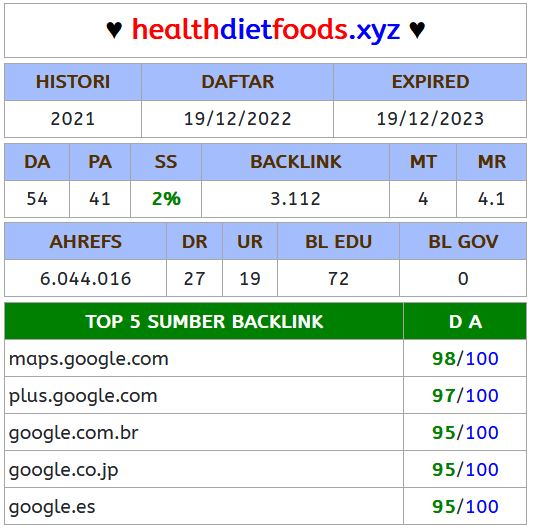 ♥ healthdietfoods.xyz ♥
HISTORI DAFTAR EXPIRED
2021 19/12/2022 19/12/2023
DA PA SS BACKLINK MT MR
54 41 2% 3.112 4 4.1
AHREFS DR UR BL EDU BL GOV
6.044.016 27 19 72 0
TOP 5 SUMBER BACKLINK D A
maps.google.com 98/100
plus.google.com 97/100
google.com.br 95/100
google.co.jp 95/100
google.es 95/100